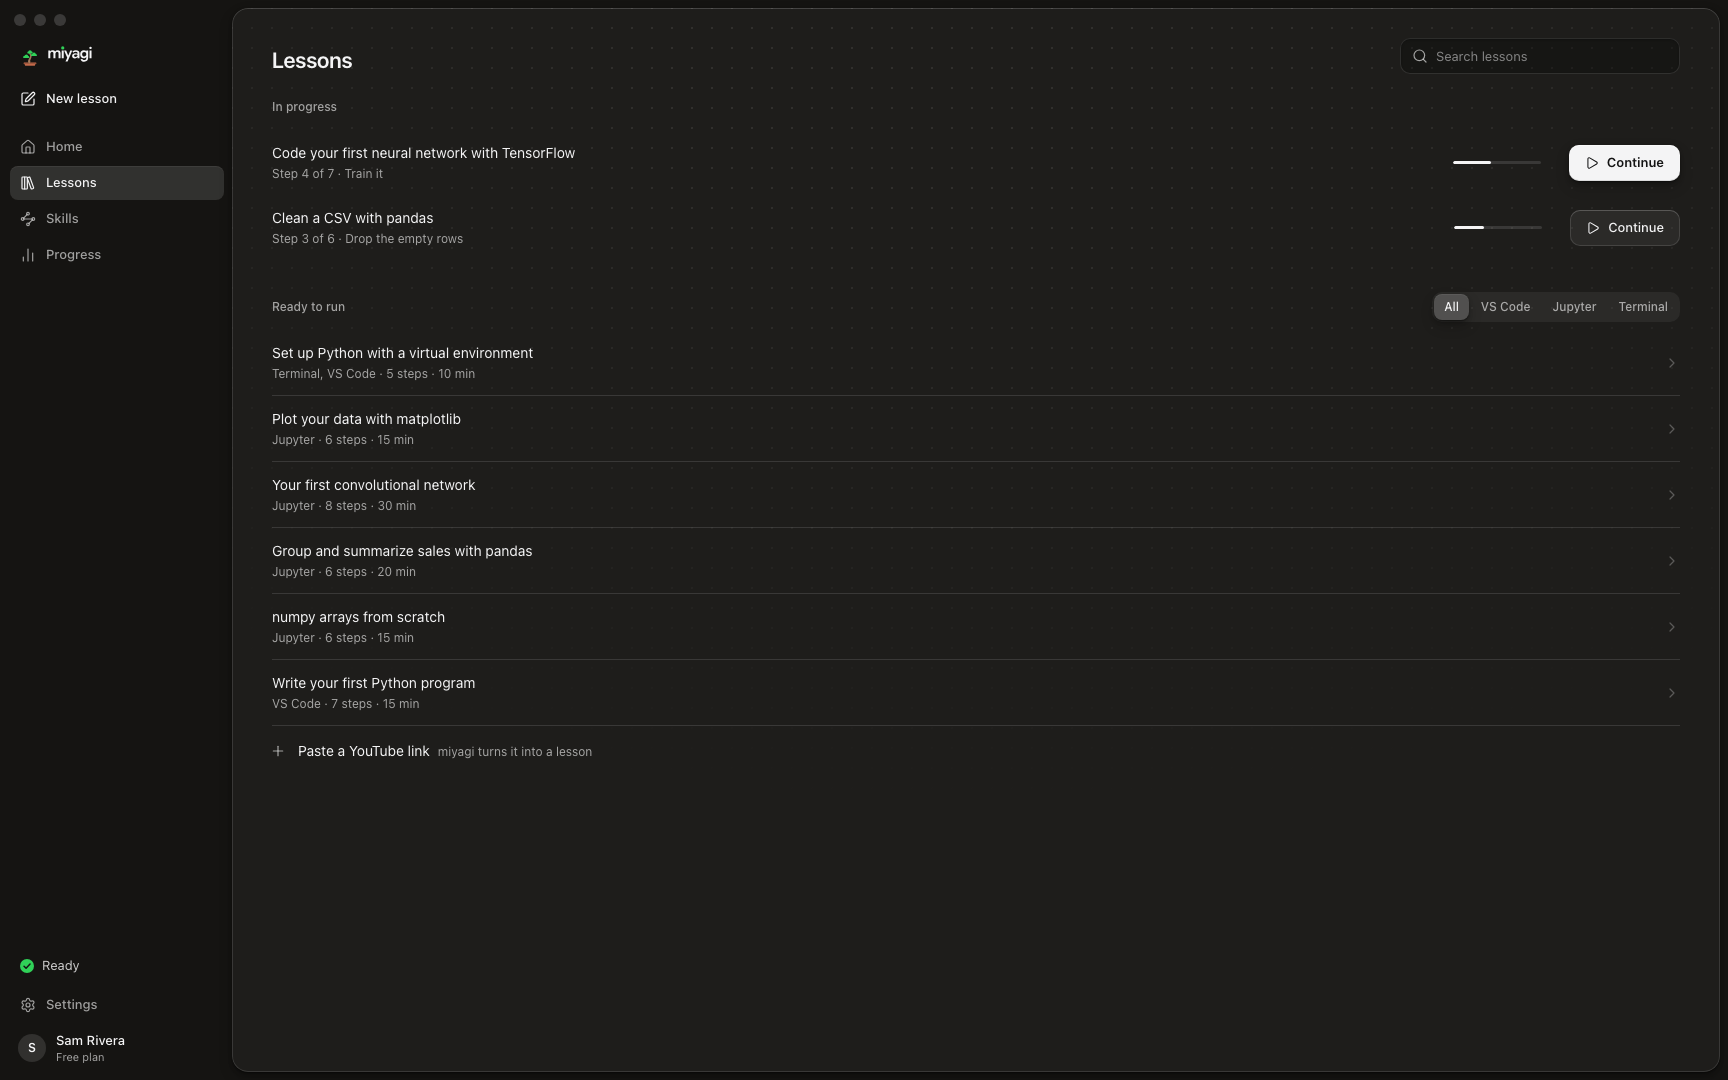 miyagi
New lesson
Home
Lessons
Skills
Progress
Ready
Settings
S
Sam Rivera
Free plan
Lessons
Search lessons
In progress
Code your first neural network with TensorFlow
Step 4 of 7 · Train it
Continue
Clean a CSV with pandas
Step 3 of 6 · Drop the empty rows
Continue
Ready to run
All VS Code Jupyter Terminal
Set up Python with a virtual environment
Terminal, VS Code · 5 steps · 10 min
Plot your data with matplotlib
Jupyter · 6 steps · 15 min
Your first convolutional network
Jupyter · 8 steps · 30 min
Group and summarize sales with pandas
Jupyter · 6 steps · 20 min
numpy arrays from scratch
Jupyter · 6 steps · 15 min
Write your first Python program
VS Code · 7 steps · 15 min
Paste a YouTube link miyagi turns it into a lesson